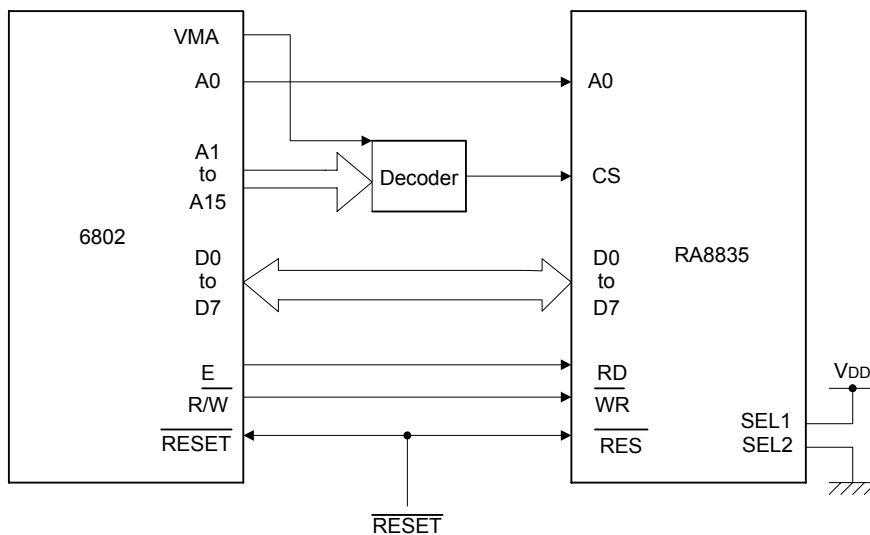 VMA
A0
A1
to
A15
6802
D0
to
D7
E
R/W
RESET
Decoder
A0
CS
RA8835
D0
to
D7
RD
WR
RES
VDD
SEL1
SEL2
RESET